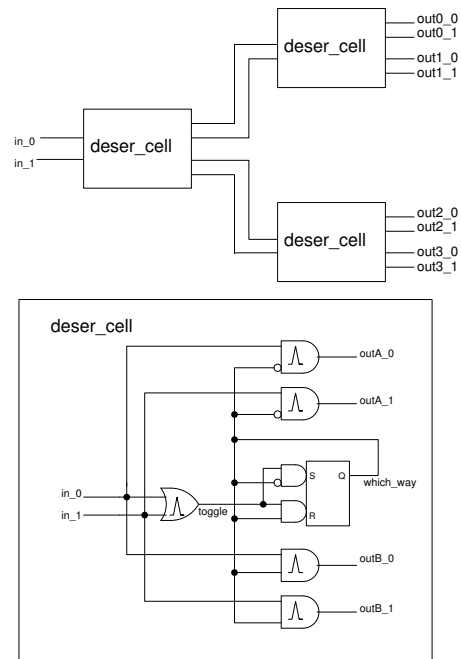 deser_cell
out0_0
out0_1
out1_0
out1_1
in_0
in_1
deser_cell
deser_cell
out2_0
out2_1
out3_0
out3_1
deser_cell
outA_0
outA_1
S Q
which_way
in_0
in_1
toggle
R
outB_0
outB_1